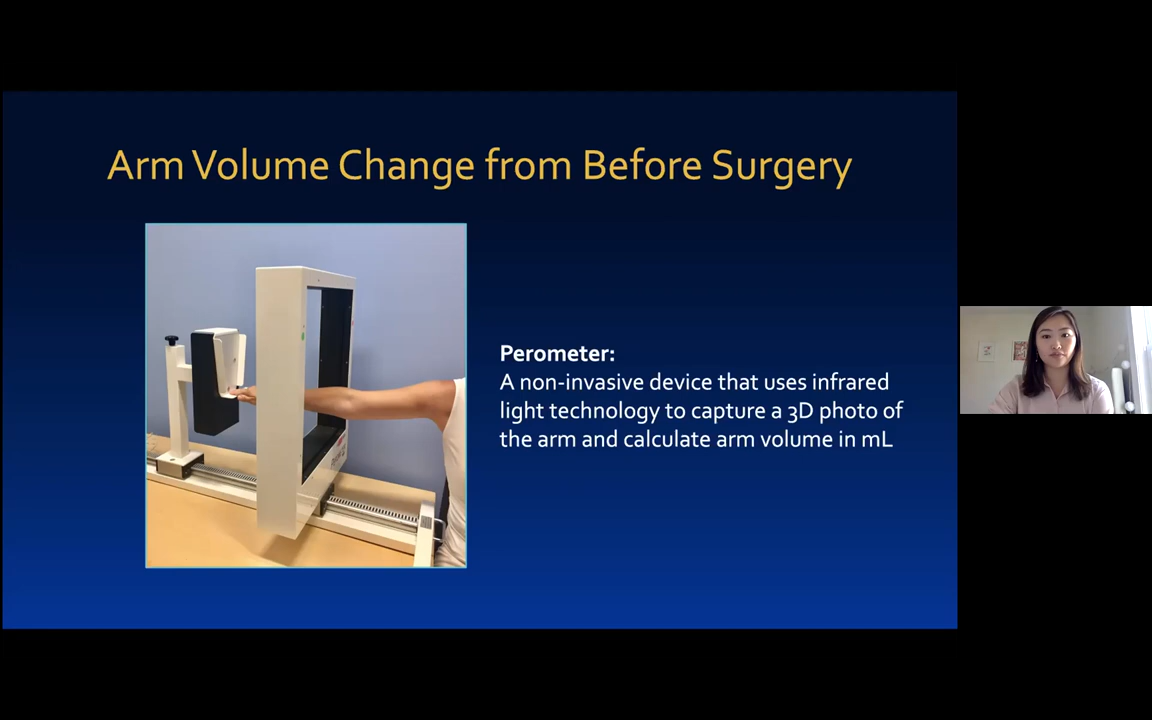 Arm Volume Change from Before Surgery
Perometer:
A non-invasive device that uses infrared
light technology to capture a 3D photo of
the arm and calculate arm volume in mL